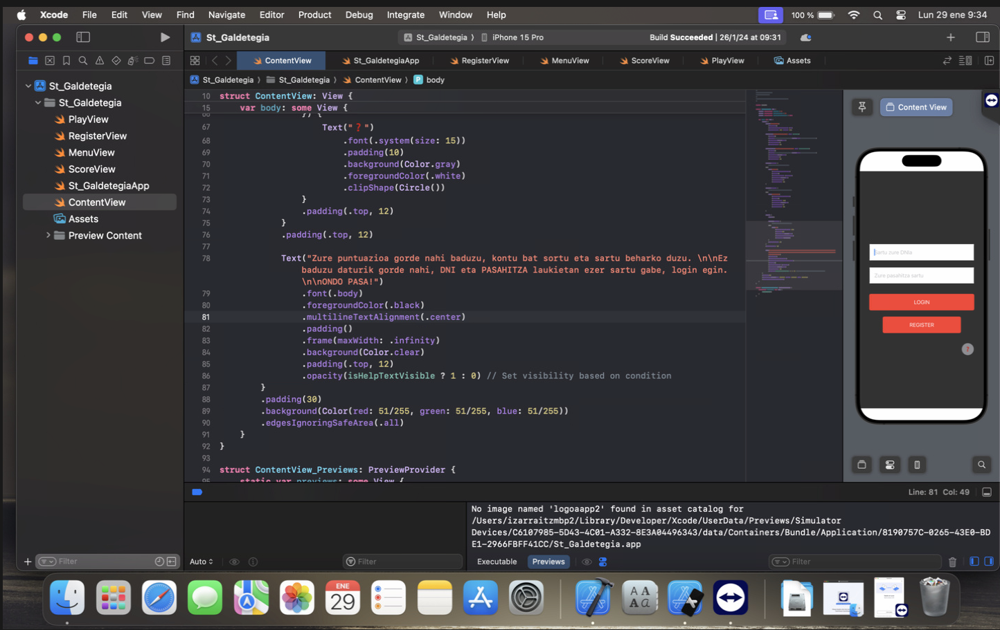 Xcode File Edit View Find Navigate Editor Product Debug Integrate Window Help 100 % Lun 29 ene 9:34
St_Galdetegia St_Galdetegia iPhone 15 Pro Build Succeeded | 26/1/24 at 09:31
ContentView St_GaldetegiaApp RegisterView MenuView ScoreView PlayView Assets
St_Galdetegia St_Galdetegia ContentView P body
St_Galdetegia
St_Galdetegia
PlayView
RegisterView
MenuView
ScoreView
St_GaldetegiaApp
ContentView
Assets
Preview Content
Filter
10 struct ContentView: View {
15 var body: some View {
66 }) {
67 Text("❓")
68 .font(.system(size: 15))
69 .padding(10)
70 .background(Color.gray)
71 .foregroundColor(.white)
72 .clipShape(Circle())
73 }
74 .padding(.top, 12)
75 }
76 .padding(.top, 12)
77
78 Text("Zure puntuazioa gorde nahi baduzu, kontu bat sortu eta sartu beharko duzu. \n\nEz
baduzu daturik gorde nahi, DNI eta PASAHITZA laukietan ezer sartu gabe, login egin.
\n\nONDO PASA!")
79 .font(.body)
80 .foregroundColor(.black)
81 .multilineTextAlignment(.center)
82 .padding()
83 .frame(maxWidth: .infinity)
84 .background(Color.clear)
85 .padding(.top, 12)
86 .opacity(isHelpTextVisible ? 1 : 0) // Set visibility based on condition
87 }
88 .padding(30)
89 .background(Color(red: 51/255, green: 51/255, blue: 51/255))
90 .edgesIgnoringSafeArea(.all)
91 }
92 }
93
94 struct ContentView_Previews: PreviewProvider {
95 static var previews: some View {
Content View
Sartu zure DNIa
Zure pasahitza sartu
LOGIN
REGISTER
?
Line: 81 Col: 49
No image named 'logoaapp2' found in asset catalog for
/Users/izarraitzmbp2/Library/Developer/Xcode/UserData/Previews/Simulator
Devices/C6107985-5D43-4C01-A332-8E3A04496343/data/Containers/Bundle/Application/8190757C-0265-43E0-BD
E1-2966FBFF41CC/St_Galdetegia.app
Auto Filter Executable Previews Filter
ENE
29
A A
A a